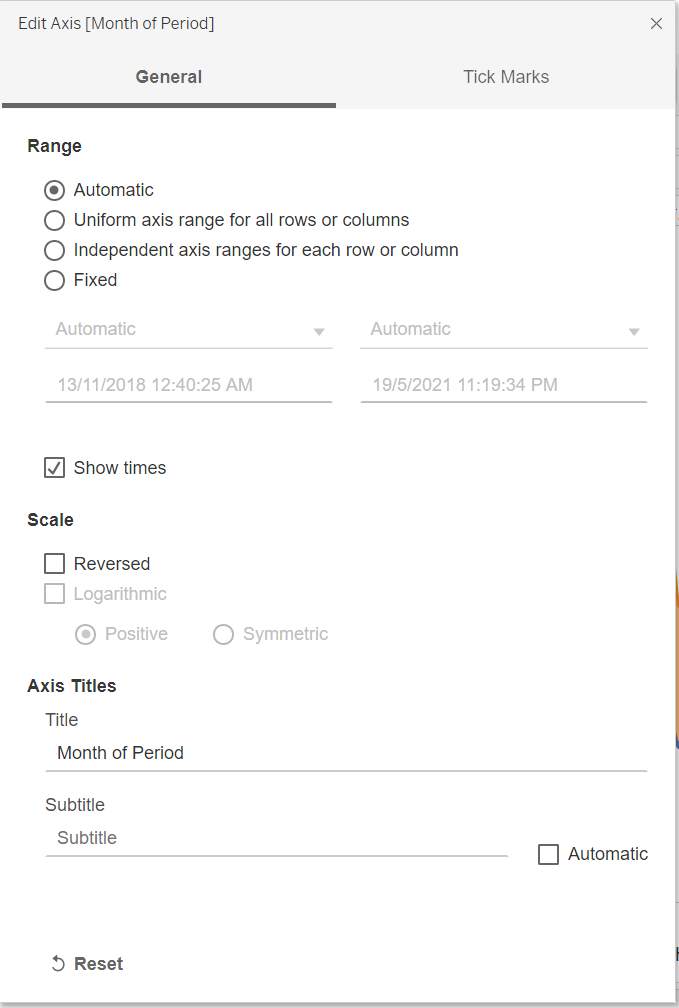 Edit Axis [Month of Period]
General
Tick Marks
Range
Automatic
Uniform axis range for all rows or columns
Independent axis ranges for each row or column
Fixed
Automatic
Automatic
13/11/2018 12:40:25 AM
19/5/2021 11:19:34 PM
Show times
Scale
Reversed
Logarithmic
Positive
Symmetric
Axis Titles
Title
Month of Period
Subtitle
Subtitle
Automatic
Reset